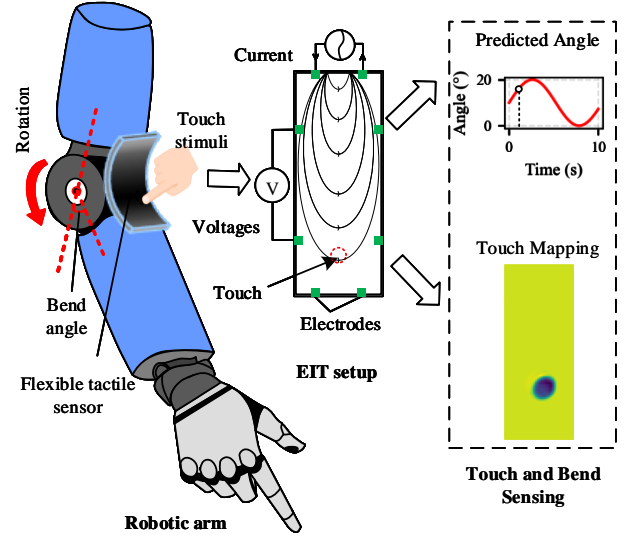 Rotation
Bend
angle
Flexible tactile
sensor
Robotic arm
Touch
stimuli
Current
V
Voltages
Touch
Electrodes
EIT setup
Predicted Angle
Angle (°)
20
0
0
10
Time (s)
Touch Mapping
Touch and Bend
Sensing